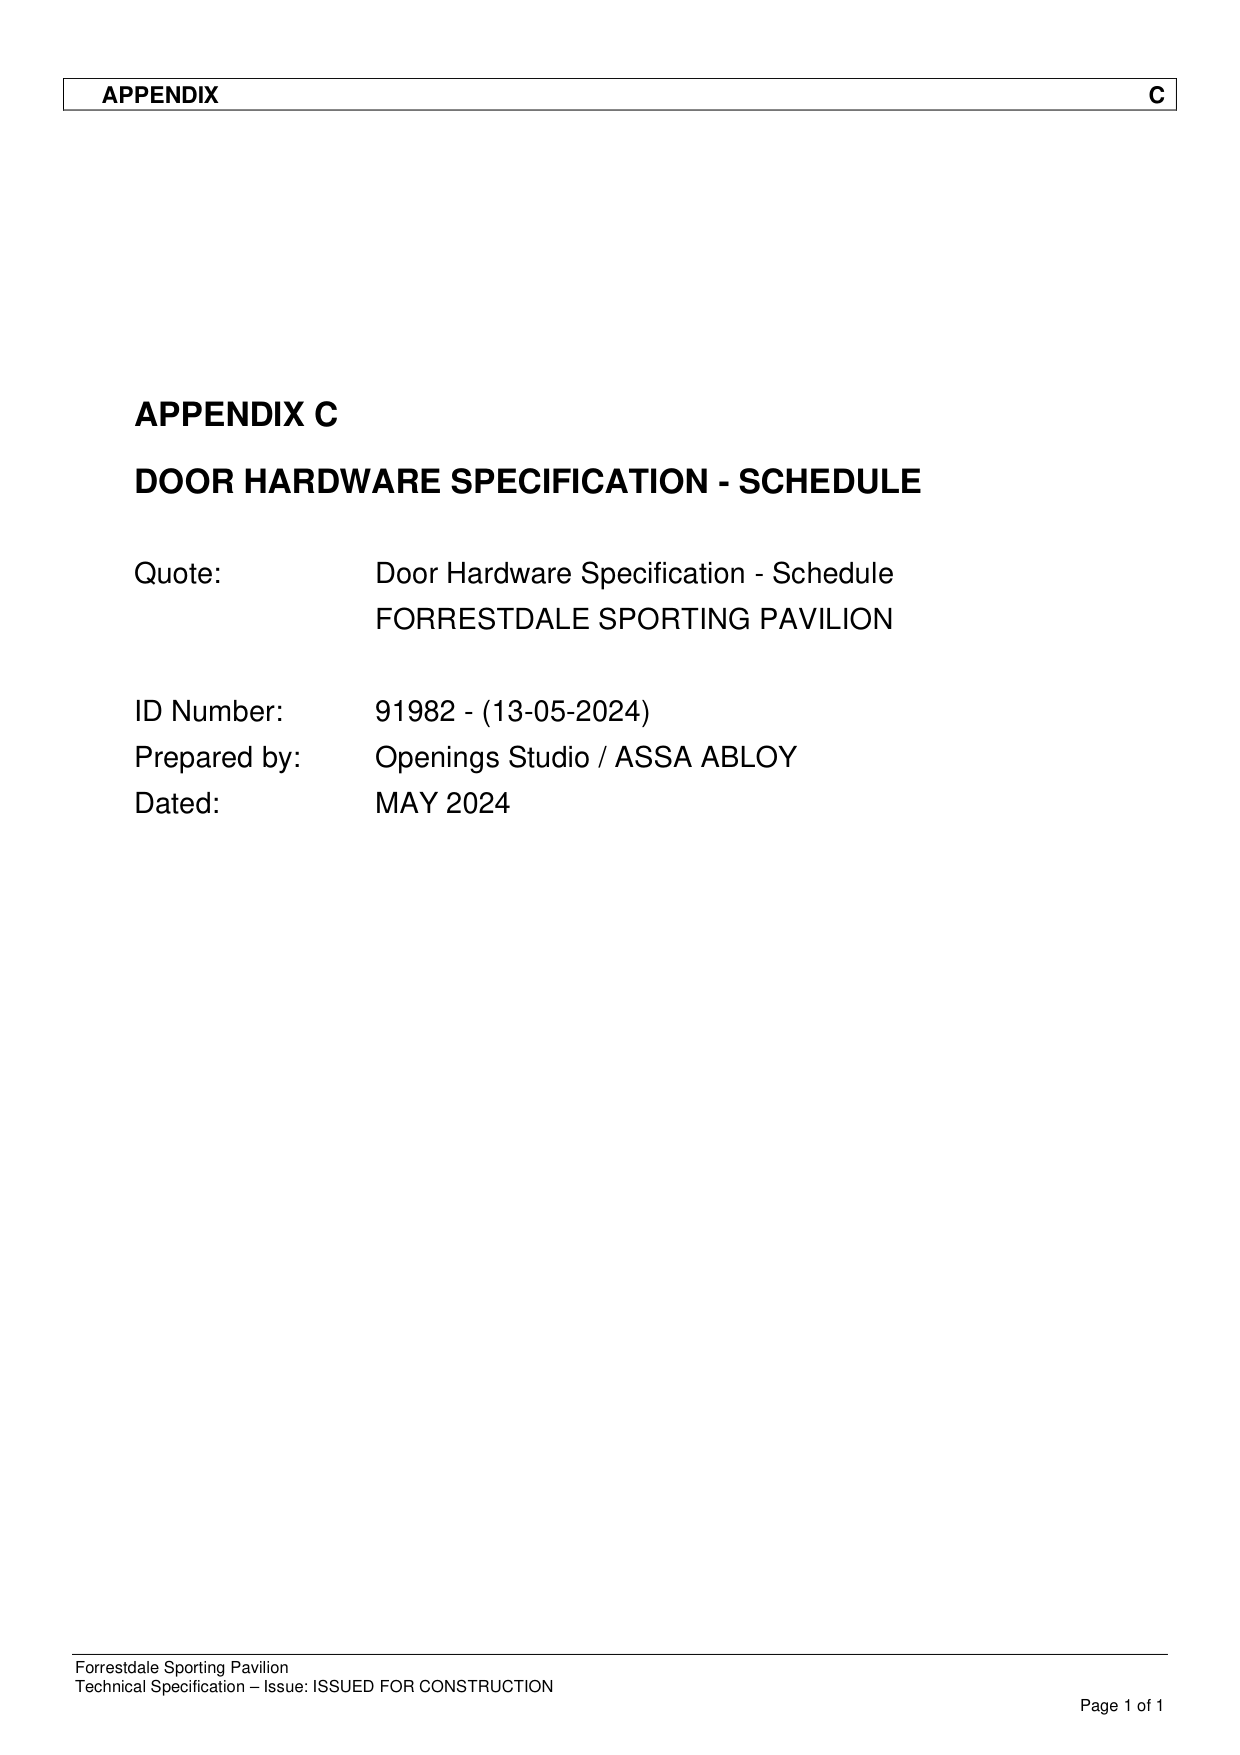 APPENDIX C
APPENDIX C
DOOR HARDWARE SPECIFICATION - SCHEDULE
Quote: Door Hardware Specification - Schedule
FORRESTDALE SPORTING PAVILION
ID Number: 91982 - (13-05-2024)
Prepared by: Openings Studio / ASSA ABLOY
Dated: MAY 2024
Forrestdale Sporting Pavilion
Technical Specification – Issue: ISSUED FOR CONSTRUCTION
Page 1 of 1